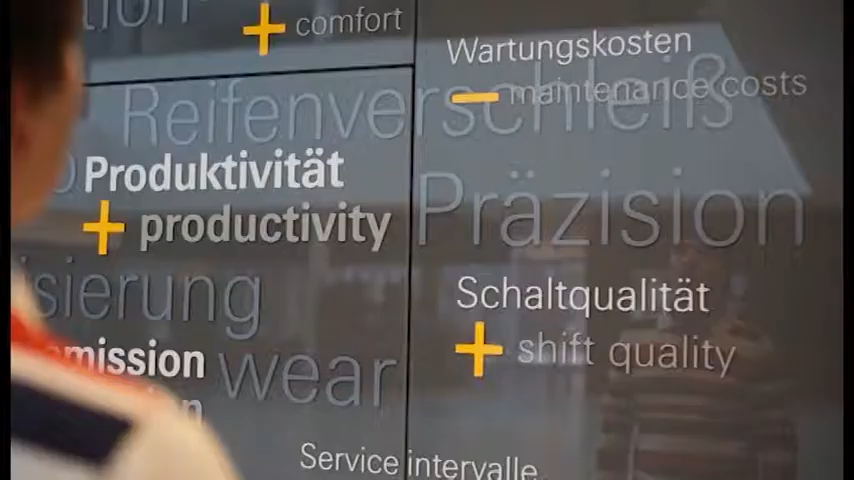 comfort
Wartungskosten
maintenance costs
Reifenverschleiß
Produktivität
+ productivity
Präzision
Schaltqualität
+ shift quality
wear
Service intervalle